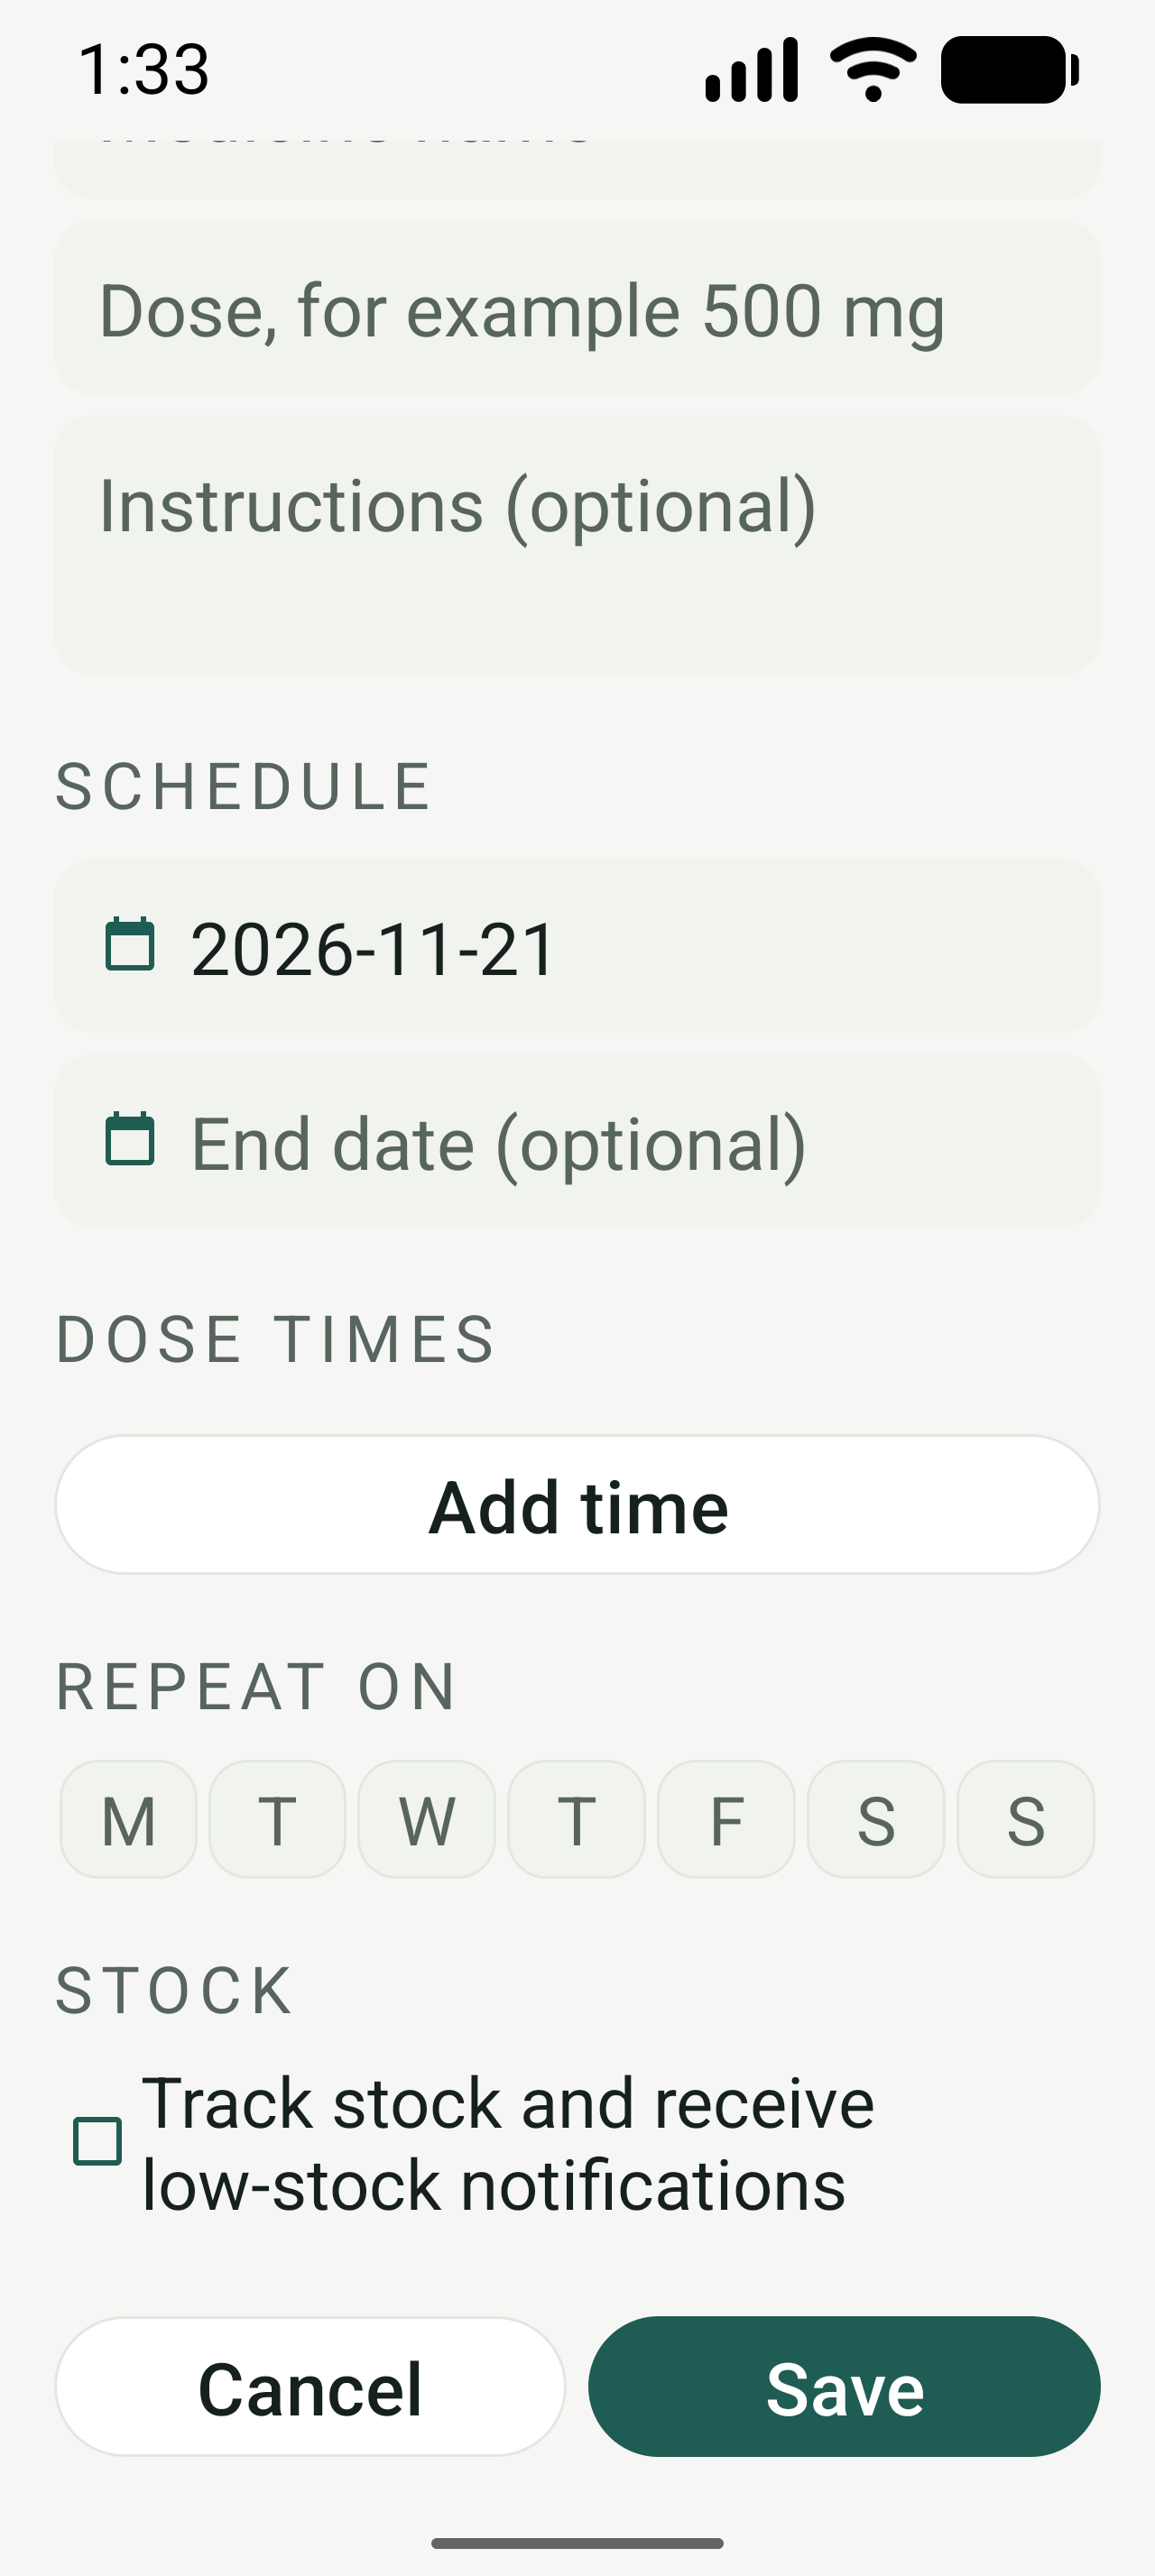 1:33
Dose, for example 500 mg
Instructions (optional)
SCHEDULE
2026-11-21
End date (optional)
DOSE TIMES
Add time
REPEAT ON
M T W T F S S
STOCK
Track stock and receive
low-stock notifications
Cancel Save